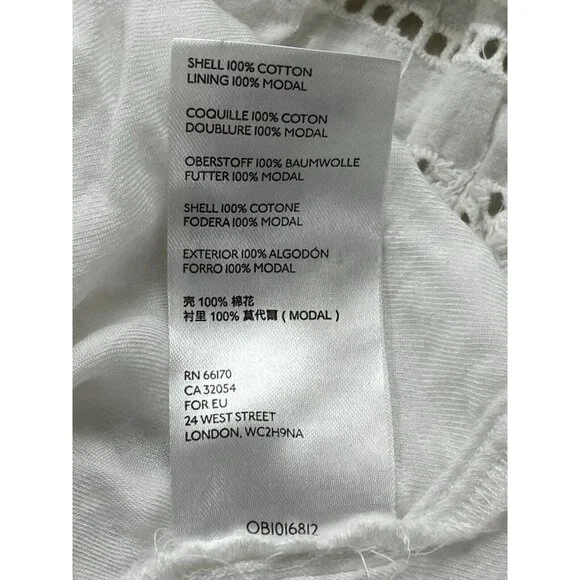 SHELL 100% COTTON
LINING 100% MODAL
COQUILLE 100% COTON
DOUBLURE 100% MODAL
OBERSTOFF 100% BAUMWOLLE
FUTTER 100% MODAL
SHELL 100% COTONE
FODERA 100% MODAL
EXTERIOR 100% ALGODÓN
FORRO 100% MODAL
壳 100% 棉花
衬里 100% 莫代爾 ( MODAL )
RN 66170
CA 32054
FOR EU
24 WEST STREET
LONDON, WC2H9NA
OB1016812